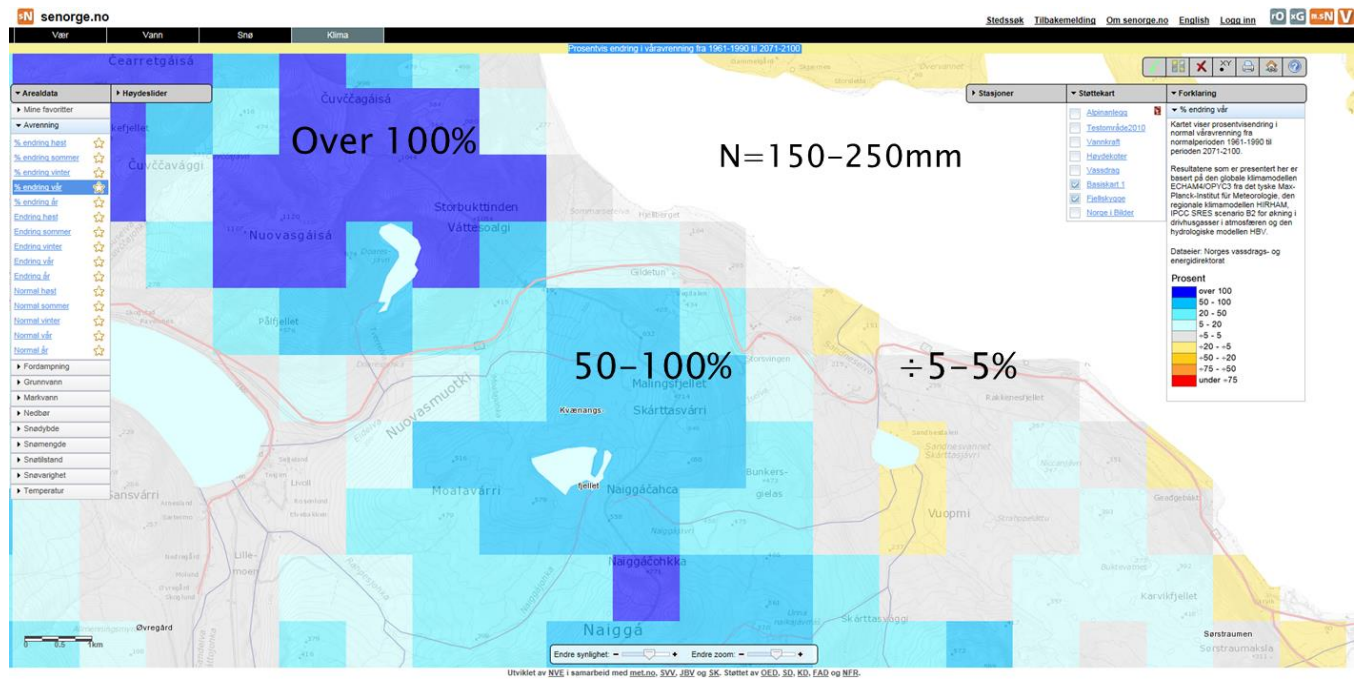 senorge.no
Stedssøk Tilbakemelding Om senorge.no English Logg inn
Vær Vann Snø Klima
Prosentvis endring i våravrenning fra 1961-1990 til 2071-2100
Arealdata
Høydeslider
Mine favoritter
Avrenning
% endring høst
% endring sommer
% endring vinter
% endring vår
% endring år
Endring høst
Endring sommer
Endring vinter
Endring vår
Endring år
Normal høst
Normal sommer
Normal vinter
Normal vår
Normal år
Fordampning
Grunnvann
Markvann
Nedbør
Snødybde
Snømengde
Snøtilstand
Snøvarighet
Temperatur
Stasjoner
Støttekart
Alpinanlegg
Testområde2010
Vannkraft
Høydekoter
Vassdrag
Basiskart 1
Fjellskygge
Norge i Bilder
Forklaring
% endring vår
Kartet viser prosentvisendring i
normal våravrenning fra
normalperioden 1961-1990 til
perioden 2071-2100.
Resultatene som er presentert her er
basert på den globale klimamodellen
ECHAM4/OPYC3 fra det tyske Max-
Planck-Institut für Meteorologie, den
regionale klimamodellen HIRHAM,
IPCC SRES scenario B2 for økning i
drivhusgasser i atmosfæren og den
hydrologiske modellen HBV.
Dataeier: Norges vassdrags- og
energidirektorat
Prosent
over 100
50 - 100
20 - 50
5 - 20
÷5 - 5
÷20 - ÷5
÷50 - ÷20
÷75 - ÷50
under ÷75
Over 100%
N=150-250mm
50-100%
÷5-5%
Čearretgáisá
Čuvččagáisá
Čuvččavággi
Storbukttinden
Nuovasgáisá
Pålfjellet
Gildetun
Nuovasmuotki
Malingsfjellet
Skárttasvárri
Kvænangs-
fjellet
Naiggáčahca
Moafavárri
Bunkers-
gielas
Vuopmi
Sandneset
Skárttasjávri
Rakkenesfjellet
Naiggáčohkka
Naiggá
Skárttasvággi
Karvikfjellet
Sørstraumen
Lille-
moen
Øvregård
0 0.5 1km
Endre synlighet: - + Endre zoom: - +
Utviklet av NVE i samarbeid med met.no, SVV, JBV og SK. Støttet av OED, SD, KD, FAD og NFR.